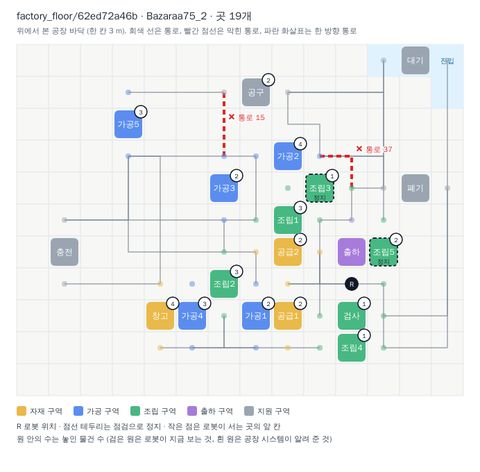 factory_floor/62ed72a46b · Bazaraa75_2 · 곳 19개
위에서 본 공장 바닥 (한 칸 3 m). 회색 선은 통로, 빨간 점선은 막힌 통로, 파란 화살표는 한 방향 통로
대기
전립
공구
2
가공5
3
✕ 통로 15
가공2
4
✕ 통로 37
가공3
2
조립3
1
정지
폐기
조립1
3
충전
공급2
2
출하
조립5
2
정지
조립2
3
R
창고
4
가공4
3
가공1
2
공급1
2
검사
1
조립4
1
자재 구역
가공 구역
조립 구역
출하 구역
지원 구역
R 로봇 위치 · 점선 테두리는 점검으로 정지 · 작은 점은 로봇이 서는 곳의 앞 칸
원 안의 수는 놓인 물건 수 (검은 원은 로봇이 지금 보는 것, 흰 원은 공장 시스템이 알려 준 것)